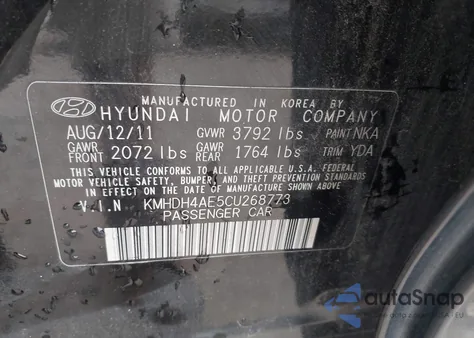 MANUFACTURED IN KOREA BY
HYUNDAI MOTOR COMPANY
AUG/12/11 GVWR 3792 lbs PAINT NKA
GAWR FRONT 2072 lbs GAWR REAR 1764 lbs TRIM YDA
THIS VEHICLE CONFORMS TO ALL APPLICABLE U.S.A. FEDERAL
MOTOR VEHICLE SAFETY, BUMPER, AND THEFT PREVENTION STANDARDS
IN EFFECT ON THE DATE OF MANUFACTURE SHOWN ABOVE.
V.I.N. KMHDH4AE5CU268773
PASSENGER CAR
autoSnap